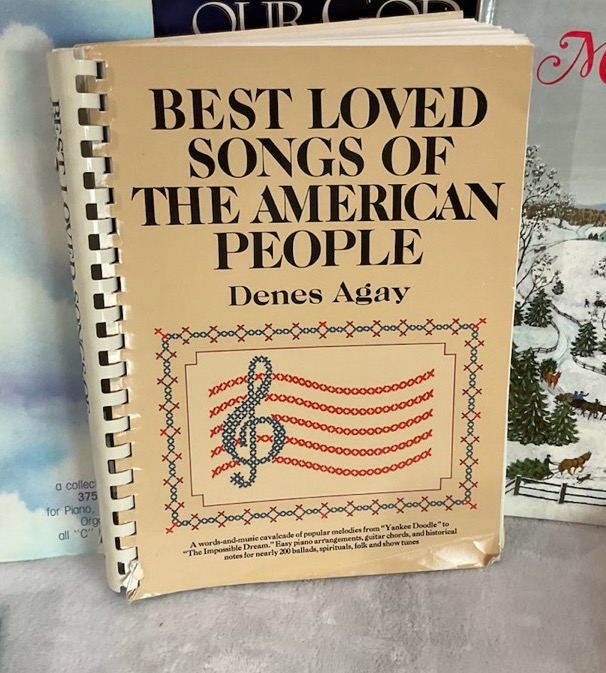 OUR GOD
BEST LOVED
SONGS OF
THE AMERICAN
PEOPLE
Denes Agay
A words-and-music cavalcade of popular melodies from "Yankee Doodle" to
"The Impossible Dream." Easy piano arrangements, guitar chords, and historical
notes for nearly 200 ballads, spirituals, folk and show tunes
BEST LOVED SONGS OF
a collec
375
for Piano,
Org
all "C"
M